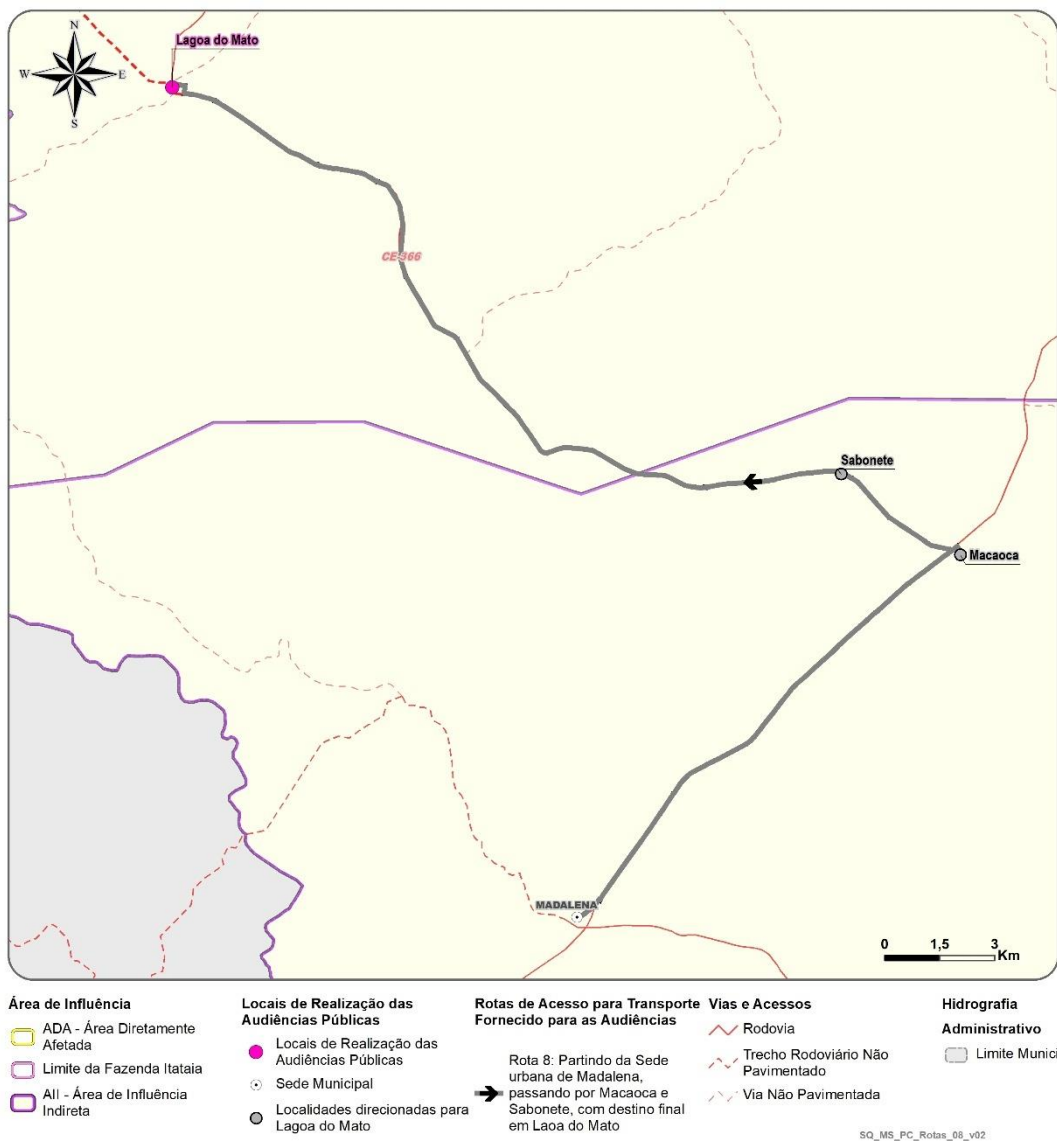 N
Lagoa do Mato
W
E
S
CE-366
Sabonete
Macaoca
MADALENA
0 1,5 3
Km
Área de Influência
ADA - Área Diretamente
Afetada
Limite da Fazenda Itataia
AII - Área de Influência
Indireta
Locais de Realização das
Audiências Públicas
Locais de Realização das
Audiências Públicas
Sede Municipal
Localidades direcionadas para
Lagoa do Mato
Rotas de Acesso para Transporte
Fornecido para as Audiências
Rota 8: Partindo da Sede
urbana de Madalena,
passando por Macaoca e
Sabonete, com destino final
em Laoa do Mato
Vias e Acessos
Rodovia
Trecho Rodoviário Não
Pavimentado
Via Não Pavimentada
Hidrografia
Administrativo
Limite Munici
SQ_MS_PC_Rotas_08_v02